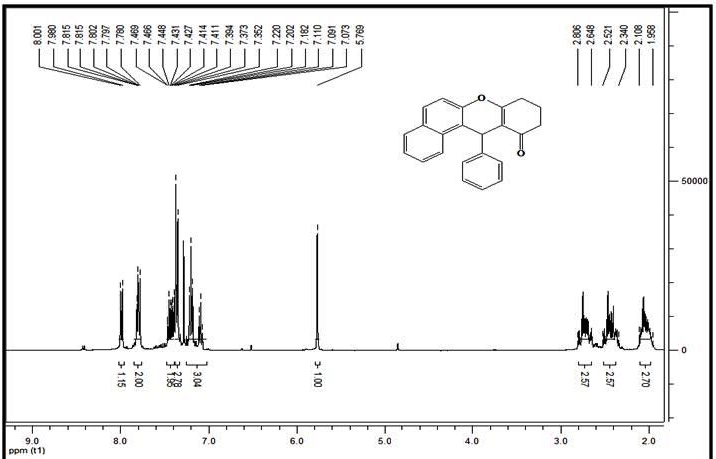 8.001 7.980 7.815 7.815 7.802 7.797 7.780 7.469 7.466 7.448 7.431 7.427 7.414 7.411 7.394 7.373 7.352 7.220 7.202 7.182 7.110 7.091 7.073 5.769 2.806 2.648 2.521 2.340 2.108 1.958
O
O
50000
0
1.15 2.00 1.95 2.78 3.04 1.00 2.57 2.57 2.70
9.0 8.0 7.0 6.0 5.0 4.0 3.0 2.0
ppm (t1)